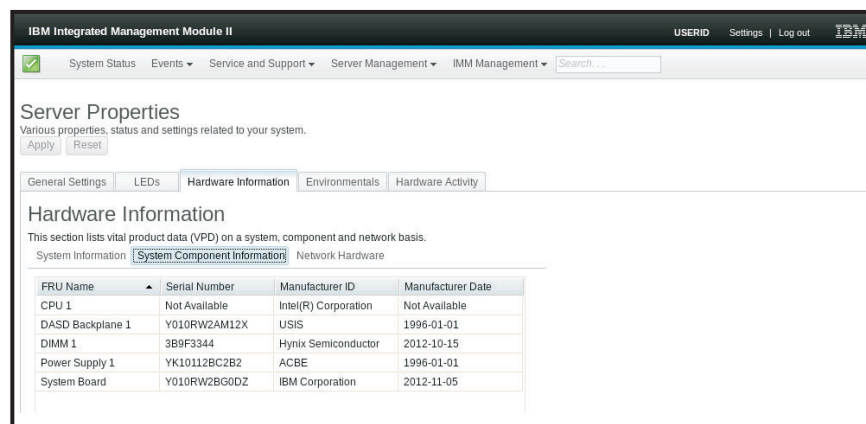 IBM Integrated Management Module II USERID Settings | Log out IBM
System Status Events Service and Support Server Management IMM Management Search. . .
Server Properties
Various properties, status and settings related to your system.
Apply Reset
General Settings LEDs Hardware Information Environmentals Hardware Activity
Hardware Information
This section lists vital product data (VPD) on a system, component and network basis.
System Information System Component Information Network Hardware
FRU Name Serial Number Manufacturer ID Manufacturer Date
CPU 1 Not Available Intel(R) Corporation Not Available
DASD Backplane 1 Y010RW2AM12X USIS 1996-01-01
DIMM 1 3B9F3344 Hynix Semiconductor 2012-10-15
Power Supply 1 YK10112BC2B2 ACBE 1996-01-01
System Board Y010RW2BG0DZ IBM Corporation 2012-11-05